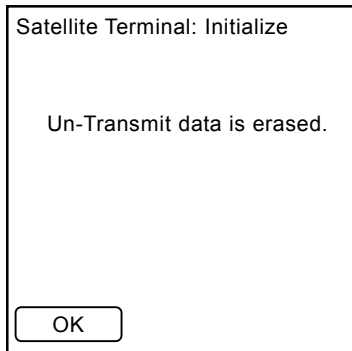 Satellite Terminal: Initialize
Un-Transmit data is erased.
OK